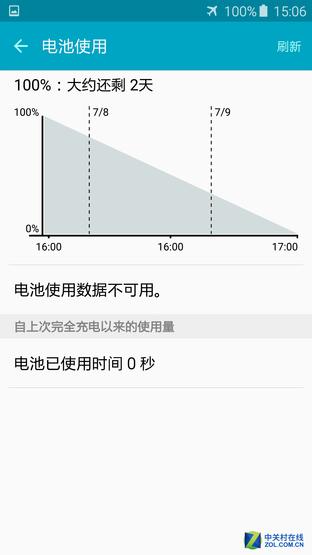 100% 15:06
电池使用 刷新
100%：大约还剩 2天
100% 7/8 7/9
0%
16:00 16:00 17:00
电池使用数据不可用。
自上次完全充电以来的使用量
电池已使用时间 0 秒
Z 中关村在线
ZOL.COM.CN